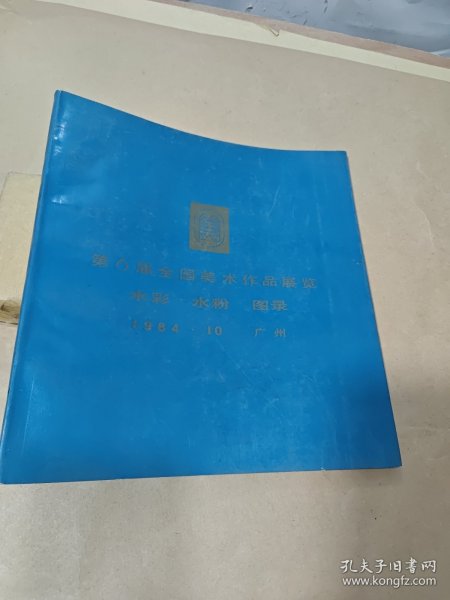 第六届全国美术作品展览
水彩·水粉 图录
1984·10 广州
孔夫子旧书网
www.kongfz.com